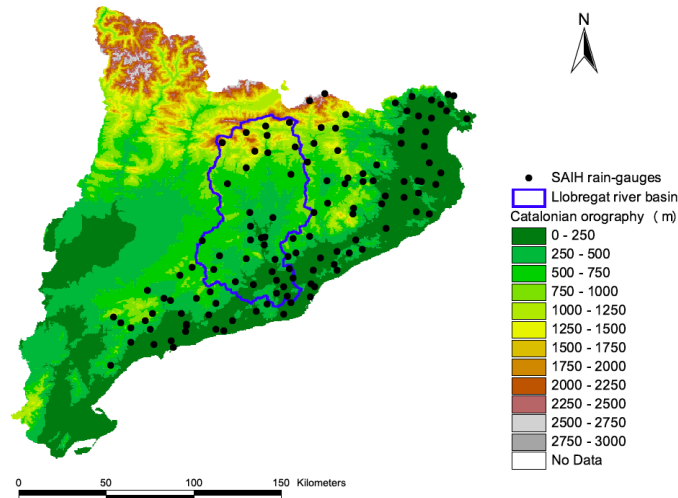 N
SAIH rain-gauges
Llobregat river basin
Catalonian orography ( m)
0 - 250
250 - 500
500 - 750
750 - 1000
1000 - 1250
1250 - 1500
1500 - 1750
1750 - 2000
2000 - 2250
2250 - 2500
2500 - 2750
2750 - 3000
No Data
0 50 100 150 Kilometers